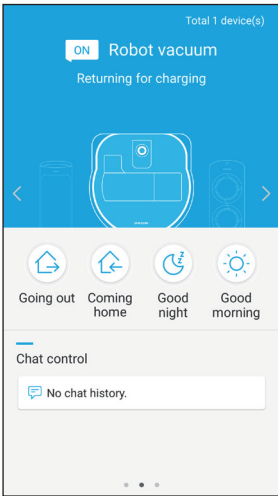 Total 1 device(s)
ON Robot vacuum
Returning for charging
Going out
Coming home
Good night
Good morning
Chat control
No chat history.